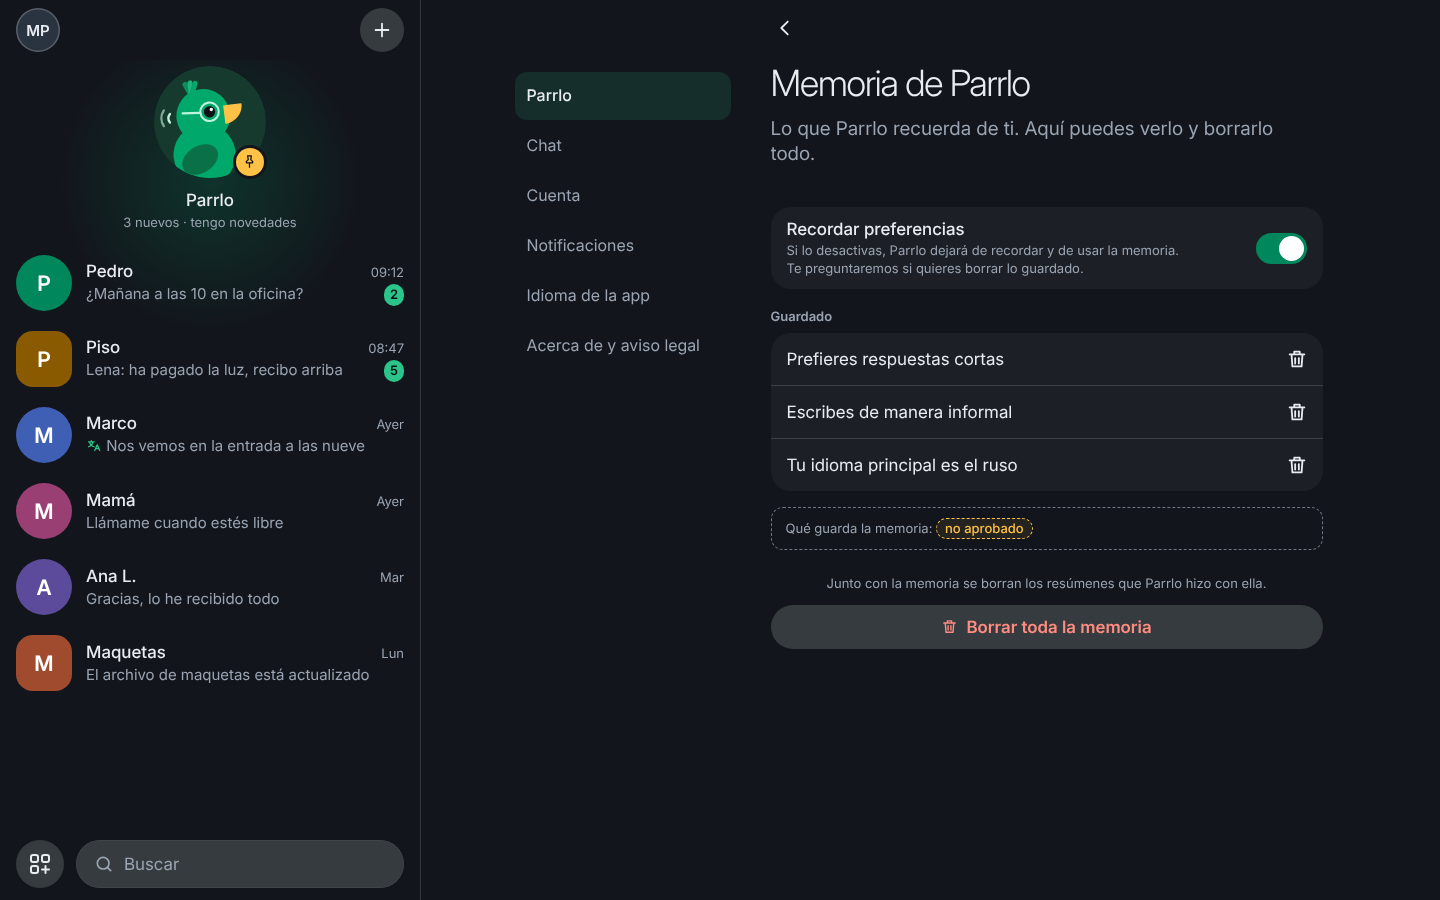 MP
Parrlo
3 nuevos · tengo novedades
P
Pedro
09:12
¿Mañana a las 10 en la oficina?
2
P
Piso
08:47
Lena: ha pagado la luz, recibo arriba
5
M
Marco
Ayer
Nos vemos en la entrada a las nueve
M
Mamá
Ayer
Llámame cuando estés libre
A
Ana L.
Mar
Gracias, lo he recibido todo
M
Maquetas
Lun
El archivo de maquetas está actualizado
Buscar
Parrlo
Chat
Cuenta
Notificaciones
Idioma de la app
Acerca de y aviso legal
Memoria de Parrlo
Lo que Parrlo recuerda de ti. Aquí puedes verlo y borrarlo
todo.
Recordar preferencias
Si lo desactivas, Parrlo dejará de recordar y de usar la memoria.
Te preguntaremos si quieres borrar lo guardado.
Guardado
Prefieres respuestas cortas
Escribes de manera informal
Tu idioma principal es el ruso
Qué guarda la memoria: no aprobado
Junto con la memoria se borran los resúmenes que Parrlo hizo con ella.
Borrar toda la memoria